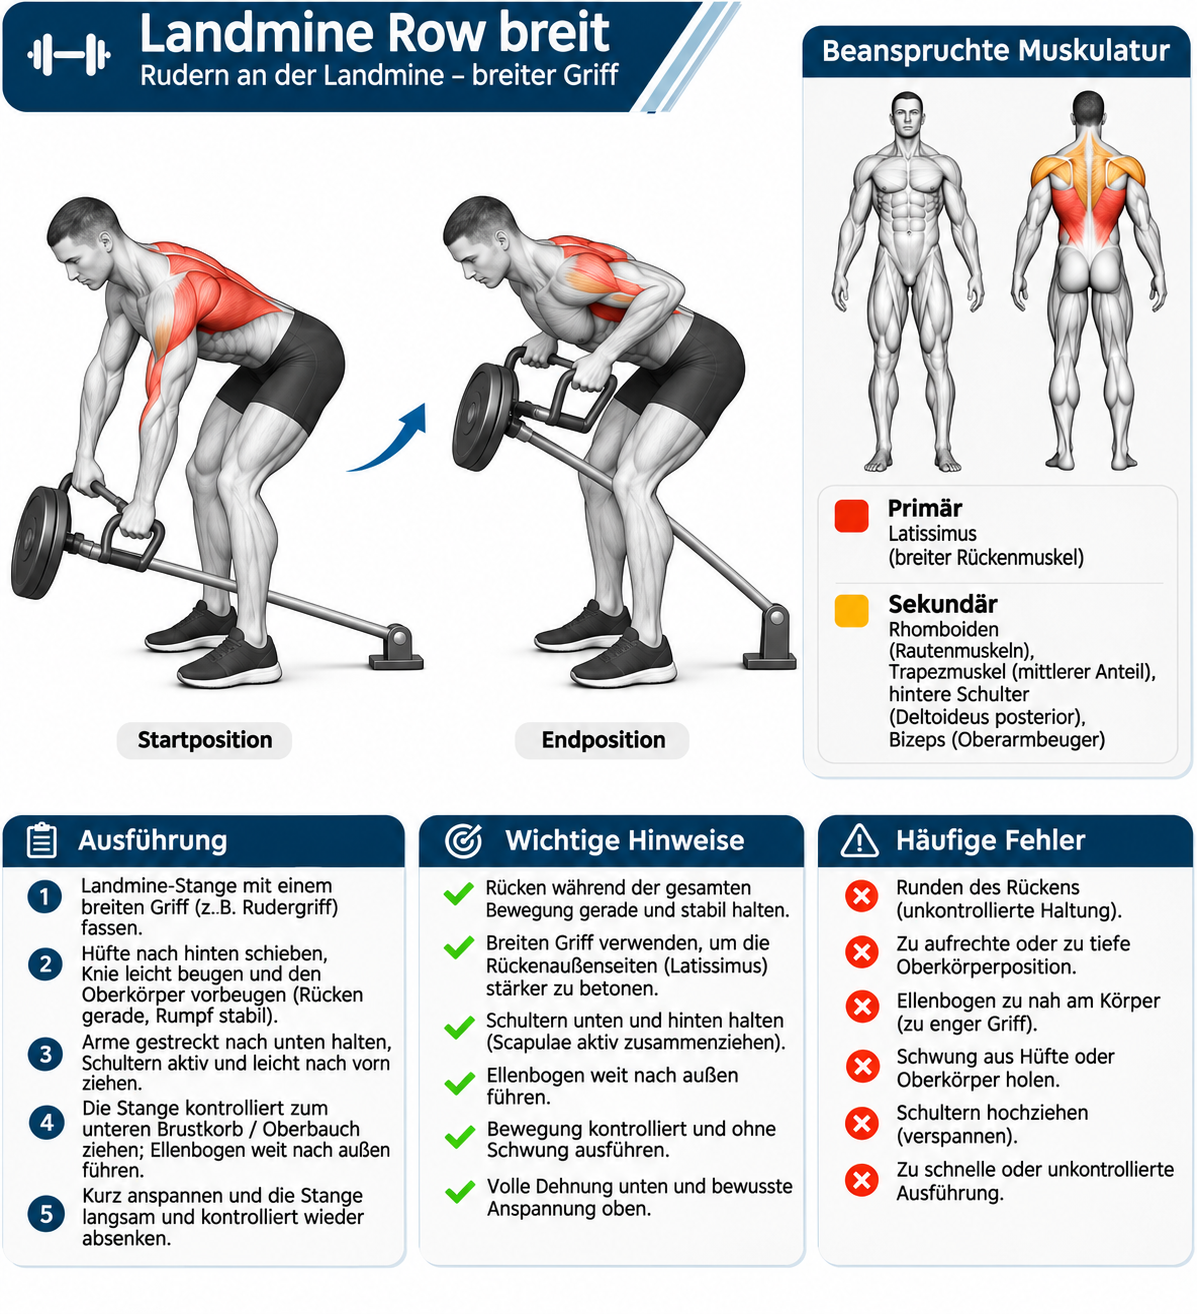 Landmine Row breit
Rudern an der Landmine – breiter Griff
Beanspruchte Muskulatur
Primär
Latissimus
(breiter Rückenmuskel)
Sekundär
Rhomboiden
(Rautenmuskeln),
Trapezmuskel (mittlerer Anteil),
hintere Schulter
(Deltoideus posterior),
Bizeps (Oberarmbeuger)
Startposition
Endposition
Ausführung
1
Landmine-Stange mit einem
breiten Griff (z..B. Rudergriff)
fassen.
2
Hüfte nach hinten schieben,
Knie leicht beugen und den
Oberkörper vorbeugen (Rücken
gerade, Rumpf stabil).
3
Arme gestreckt nach unten halten,
Schultern aktiv und leicht nach vorn
ziehen.
4
Die Stange kontrolliert zum
unteren Brustkorb / Oberbauch
ziehen; Ellenbogen weit nach außen
führen.
5
Kurz anspannen und die Stange
langsam und kontrolliert wieder
absenken.
Wichtige Hinweise
Rücken während der gesamten
Bewegung gerade und stabil halten.
Breiten Griff verwenden, um die
Rückenaußenseiten (Latissimus)
stärker zu betonen.
Schultern unten und hinten halten
(Scapulae aktiv zusammenziehen).
Ellenbogen weit nach außen
führen.
Bewegung kontrolliert und ohne
Schwung ausführen.
Volle Dehnung unten und bewusste
Anspannung oben.
Häufige Fehler
Runden des Rückens
(unkontrollierte Haltung).
Zu aufrechte oder zu tiefe
Oberkörperposition.
Ellenbogen zu nah am Körper
(zu enger Griff).
Schwung aus Hüfte oder
Oberkörper holen.
Schultern hochziehen
(verspannen).
Zu schnelle oder unkontrollierte
Ausführung.